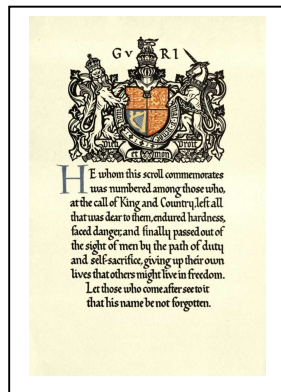 G V R I
Dieu et mon Droit
HE whom this scroll commemorates
was numbered among those who,
at the call of King and Country, left all
that was dear to them, endured hardness,
faced danger, and finally passed out of
the sight of men by the path of duty
and self-sacrifice, giving up their own
lives that others might live in freedom.
Let those who come after see to it
that his name be not forgotten.